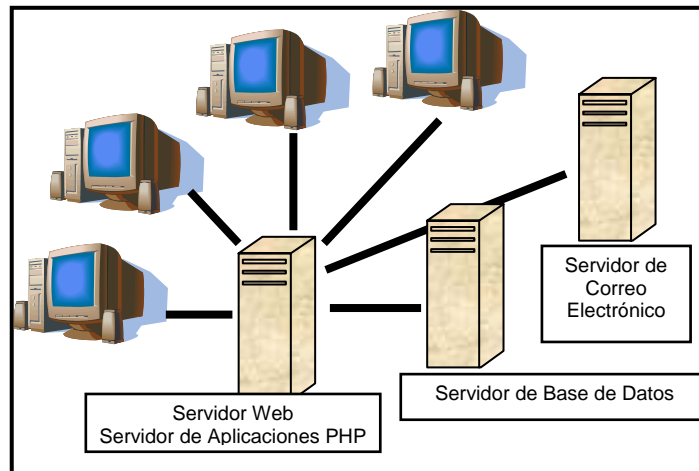 Servidor de
Correo
Electrónico
Servidor de Base de Datos
Servidor Web
Servidor de Aplicaciones PHP